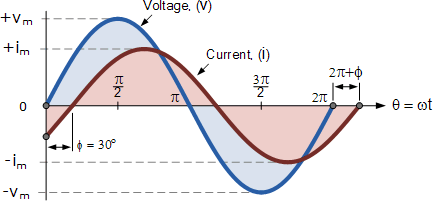 +Vm
Voltage, (V)
+im
Current, (i)
π/2
3π/2
2π+ϕ
0
π
2π
θ = ωt
ϕ = 30°
-im
-Vm